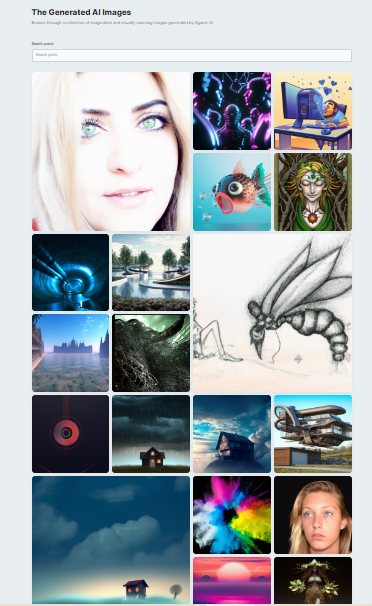 The Generated AI Images
Browse through a collection of imaginative and visually stunning images generated by Ngwm! AI
Search posts
Search posts